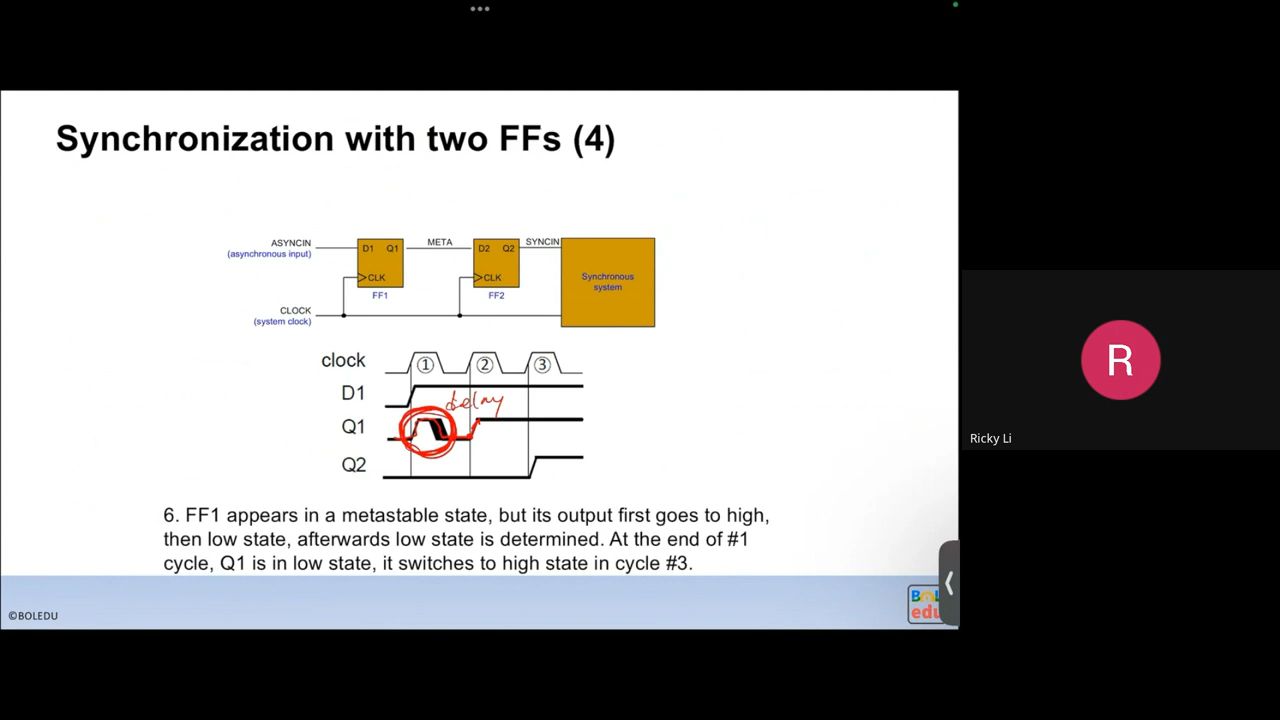 Synchronization with two FFs (4)
ASYNCIN
(asynchronous input)
D1 Q1
META
D2 Q2
SYNCIN
CLK
CLK
Synchronous
system
FF1
FF2
CLOCK
(system clock)
clock ① ② ③
D1
delay
Q1
Q2
6. FF1 appears in a metastable state, but its output first goes to high,
then low state, afterwards low state is determined. At the end of #1
cycle, Q1 is in low state, it switches to high state in cycle #3.
©BOLEDU
BOL
edu
R
Ricky Li